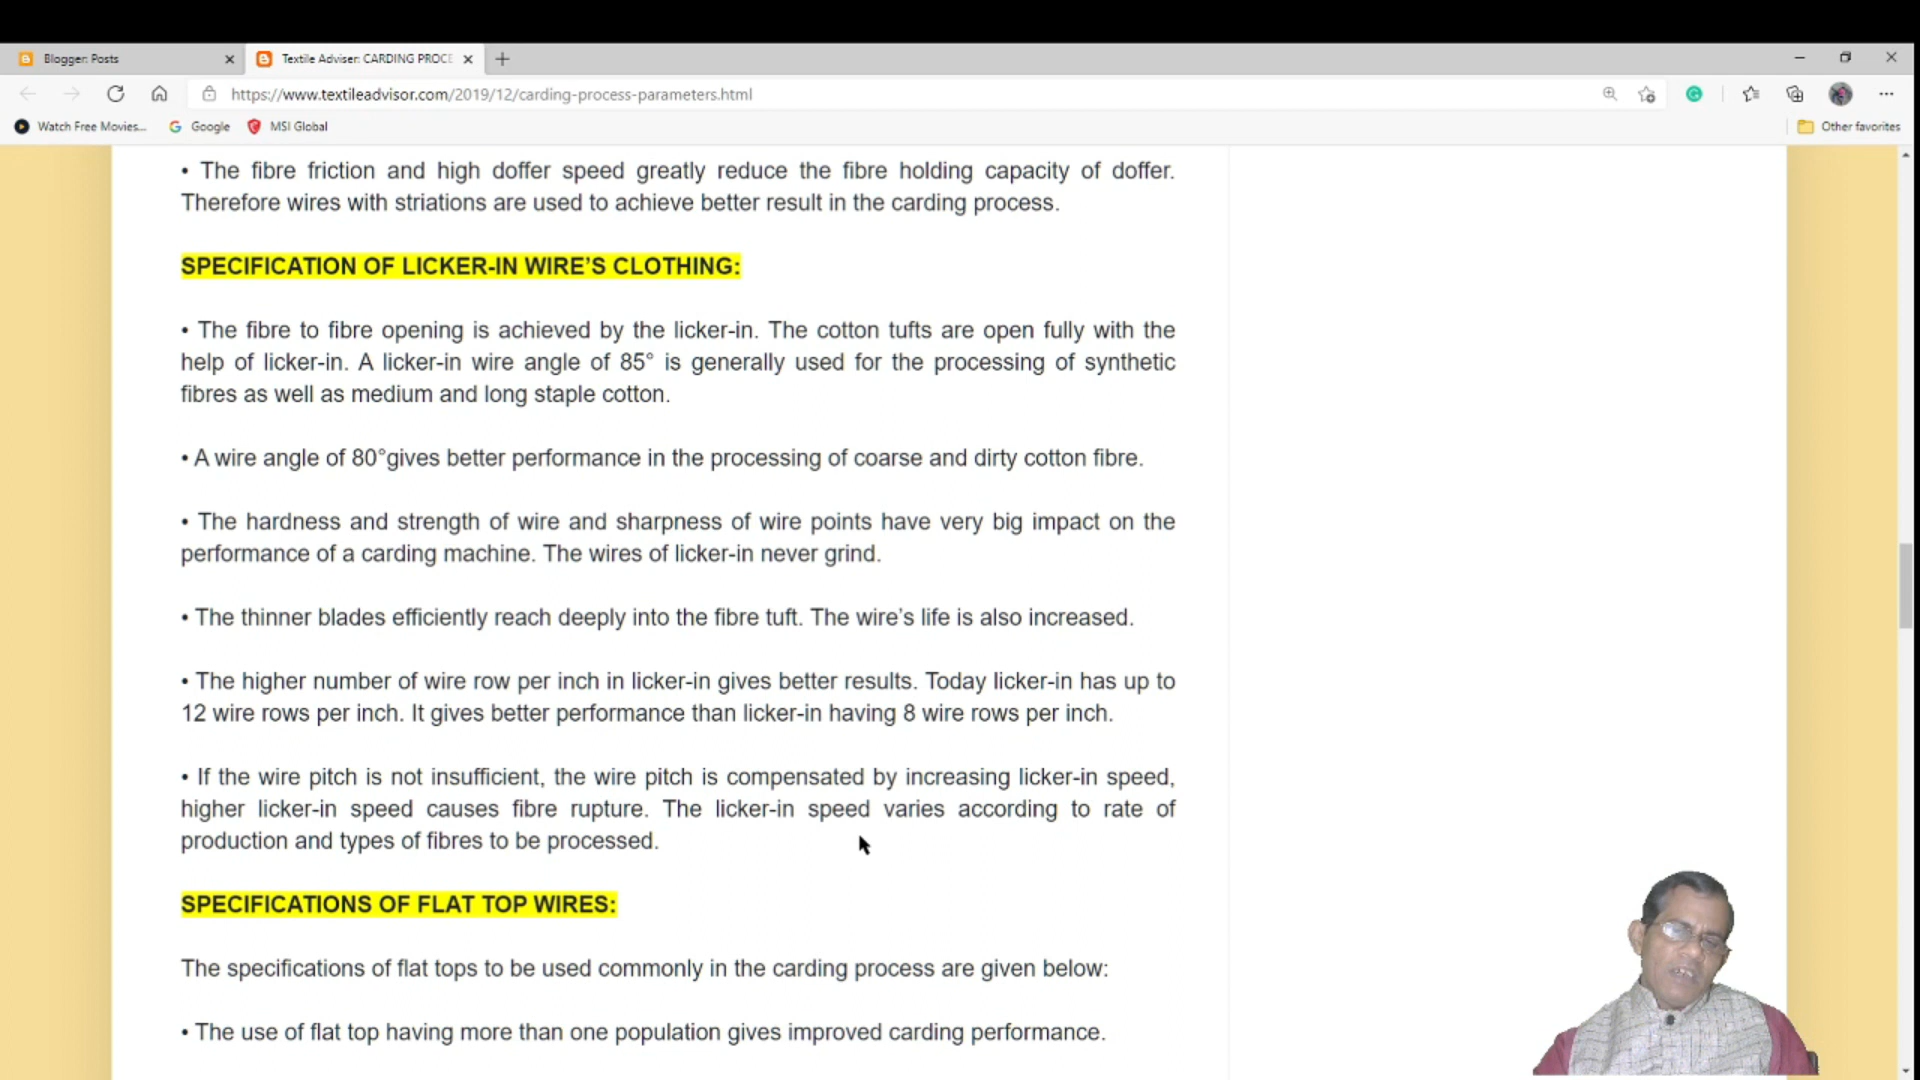 Blogger: Posts
Textile Adviser: CARDING PROCE
https://www.textileadvisor.com/2019/12/carding-process-parameters.html
Watch Free Movies...
Google
MSI Global
Other favorites
• The fibre friction and high doffer speed greatly reduce the fibre holding capacity of doffer.
Therefore wires with striations are used to achieve better result in the carding process.
SPECIFICATION OF LICKER-IN WIRE'S CLOTHING:
• The fibre to fibre opening is achieved by the licker-in. The cotton tufts are open fully with the
help of licker-in. A licker-in wire angle of 85° is generally used for the processing of synthetic
fibres as well as medium and long staple cotton.
• A wire angle of 80°gives better performance in the processing of coarse and dirty cotton fibre.
• The hardness and strength of wire and sharpness of wire points have very big impact on the
performance of a carding machine. The wires of licker-in never grind.
• The thinner blades efficiently reach deeply into the fibre tuft. The wire's life is also increased.
• The higher number of wire row per inch in licker-in gives better results. Today licker-in has up to
12 wire rows per inch. It gives better performance than licker-in having 8 wire rows per inch.
• If the wire pitch is not insufficient, the wire pitch is compensated by increasing licker-in speed,
higher licker-in speed causes fibre rupture. The licker-in speed varies according to rate of
production and types of fibres to be processed.
SPECIFICATIONS OF FLAT TOP WIRES:
The specifications of flat tops to be used commonly in the carding process are given below:
• The use of flat top having more than one population gives improved carding performance.